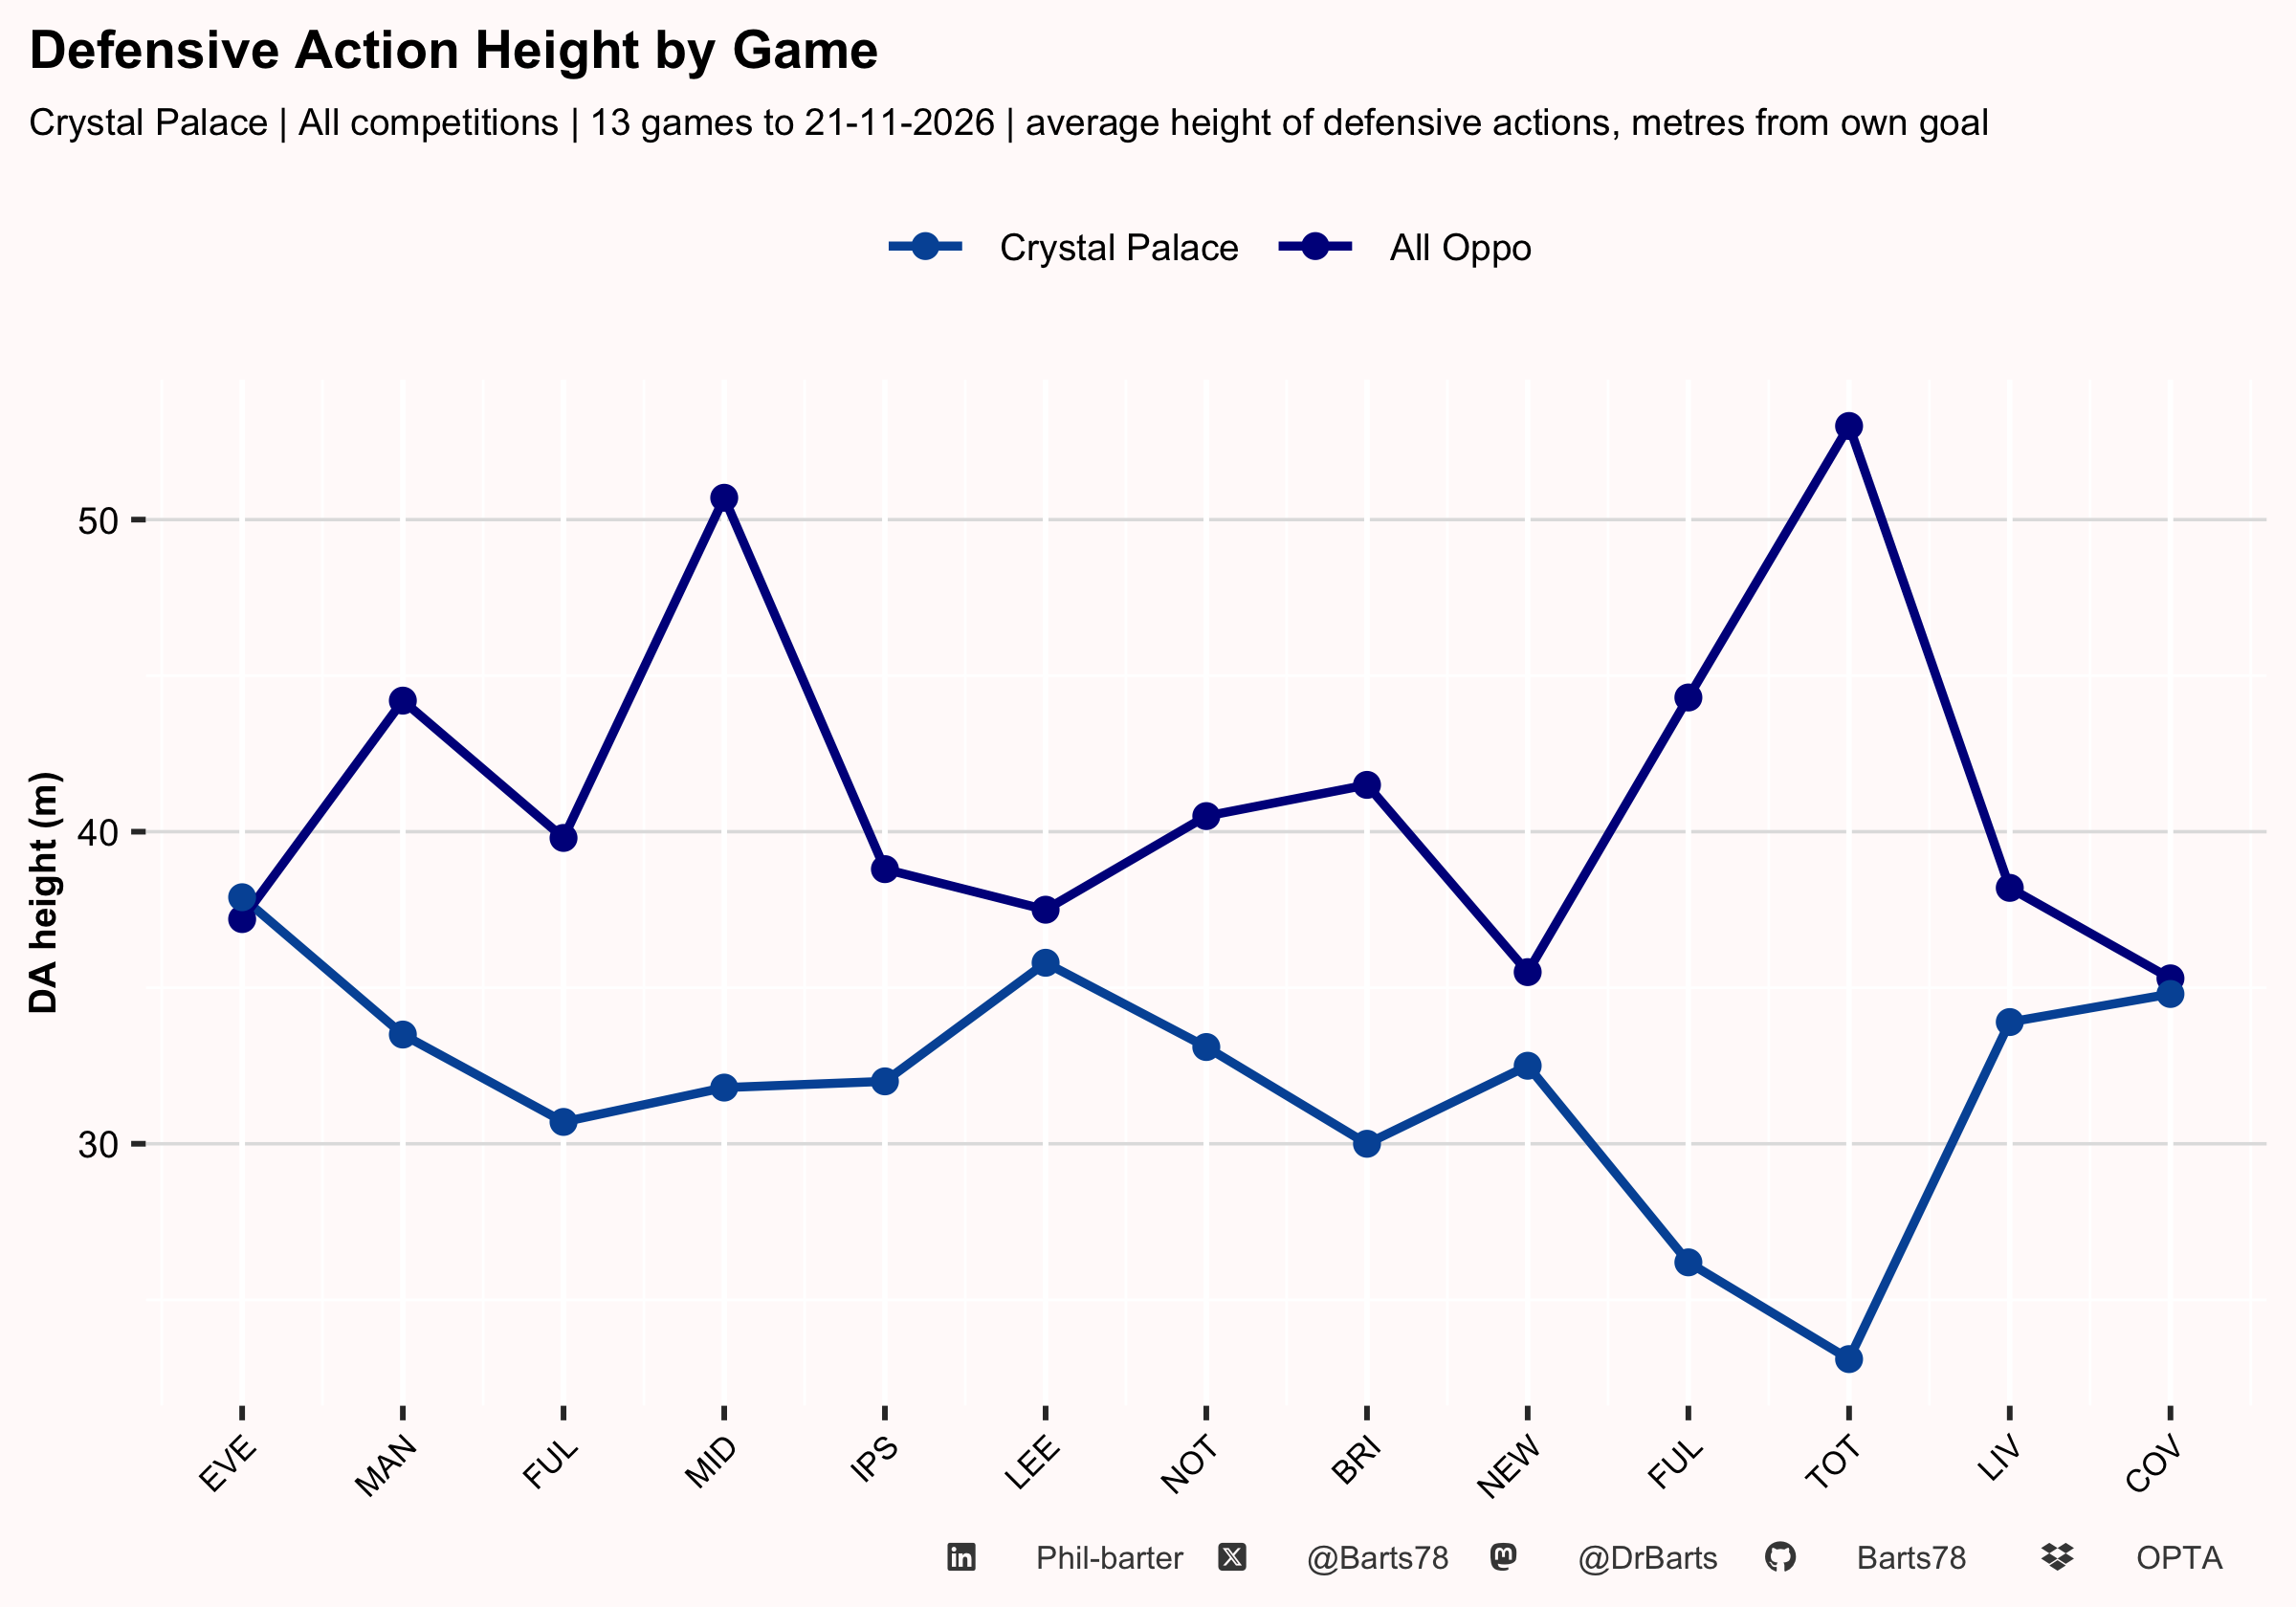 Defensive Action Height by Game
Crystal Palace | All competitions | 13 games to 21-11-2026 | average height of defensive actions, metres from own goal
Crystal Palace All Oppo
DA height (m)
50
40
30
EVE MAN FUL MID IPS LEE NOT BRI NEW FUL TOT LIV COV
Phil-barter @Barts78 @DrBarts Barts78 OPTA